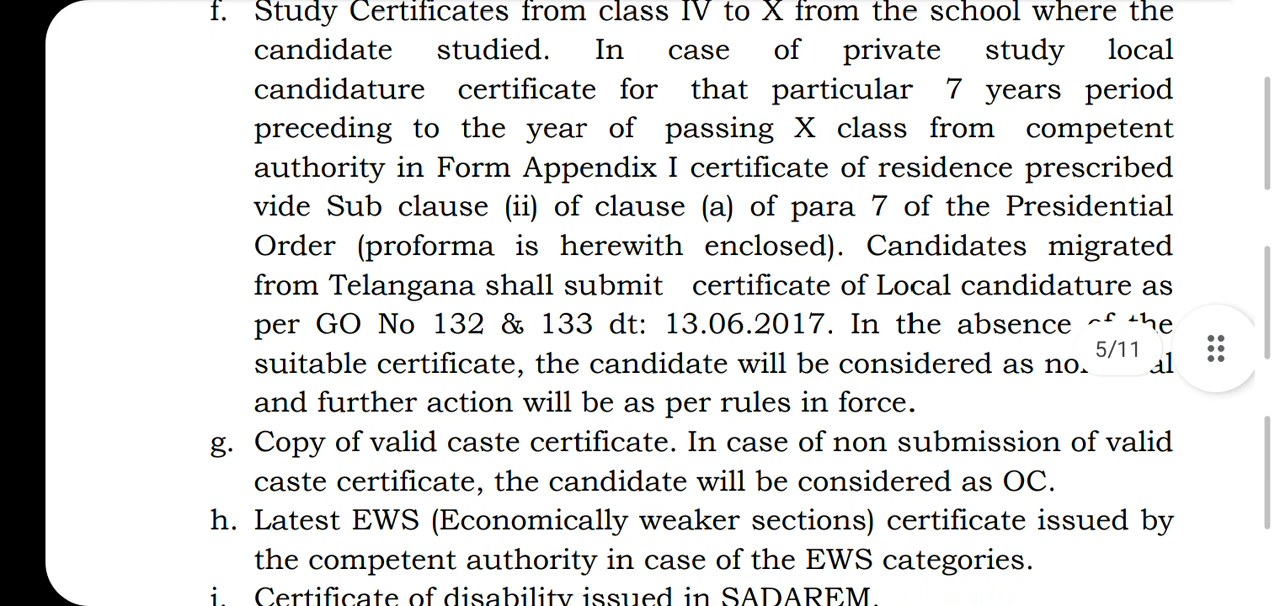 f. Study Certificates from class IV to X from the school where the
candidate studied. In case of private study local
candidature certificate for that particular 7 years period
preceding to the year of passing X class from competent
authority in Form Appendix I certificate of residence prescribed
vide Sub clause (ii) of clause (a) of para 7 of the Presidential
Order (proforma is herewith enclosed). Candidates migrated
from Telangana shall submit certificate of Local candidature as
per GO No 132 & 133 dt: 13.06.2017. In the absence of the
suitable certificate, the candidate will be considered as
5/11
and further action will be as per rules in force.
g. Copy of valid caste certificate. In case of non submission of valid
caste certificate, the candidate will be considered as OC.
h. Latest EWS (Economically weaker sections) certificate issued by
the competent authority in case of the EWS categories.
i. Certificate of disability issued in SADAREM.